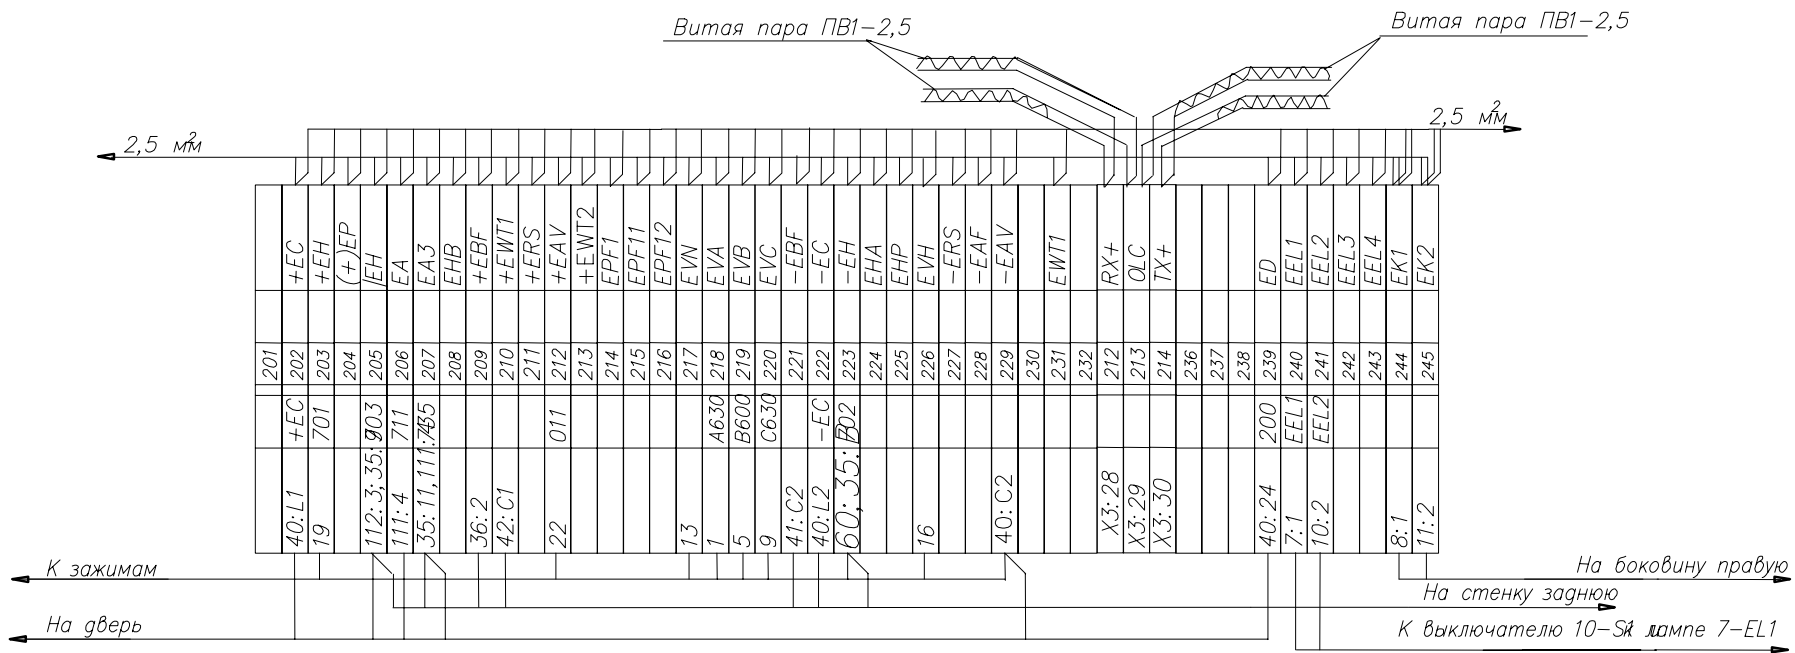 Витая пара ПВ1-2,5
Витая пара ПВ1-2,5
2,5 мм²
2,5 мм²
+EC +EH (+)EP EA EA3 EHB +EBF +EWT1 +ERS +EAV +EWT2 EPF1 EPF11 EPF12 EVN EVA EVB EVC -EBF -EC -EH EHA EHP EVH -ERS -EAF -EAV EWT1 RX+ OLC TX+ ED EEL1 EEL2 EEL3 EEL4 EK1 EK2
201 202 203 204 205 206 207 208 209 210 211 212 213 214 215 216 217 218 219 220 221 222 223 224 225 226 227 228 229 230 231 232 212 213 214 236 237 238 239 240 241 242 243 244 245
+EC 701 711 011 A630 B600 C630 -EC 200 EEL1 EEL2
40:L1 19 111:4 36:2 42:C1 22 13 1 5 9 41:C2 40:L2 16 40:C2 X3:28 X3:29 X3:30 40:24 7:1 10:2 8:1 11:2
К зажимам
На боковину правую
На стенку заднюю
На дверь
К выключателю лампе 7-EL1